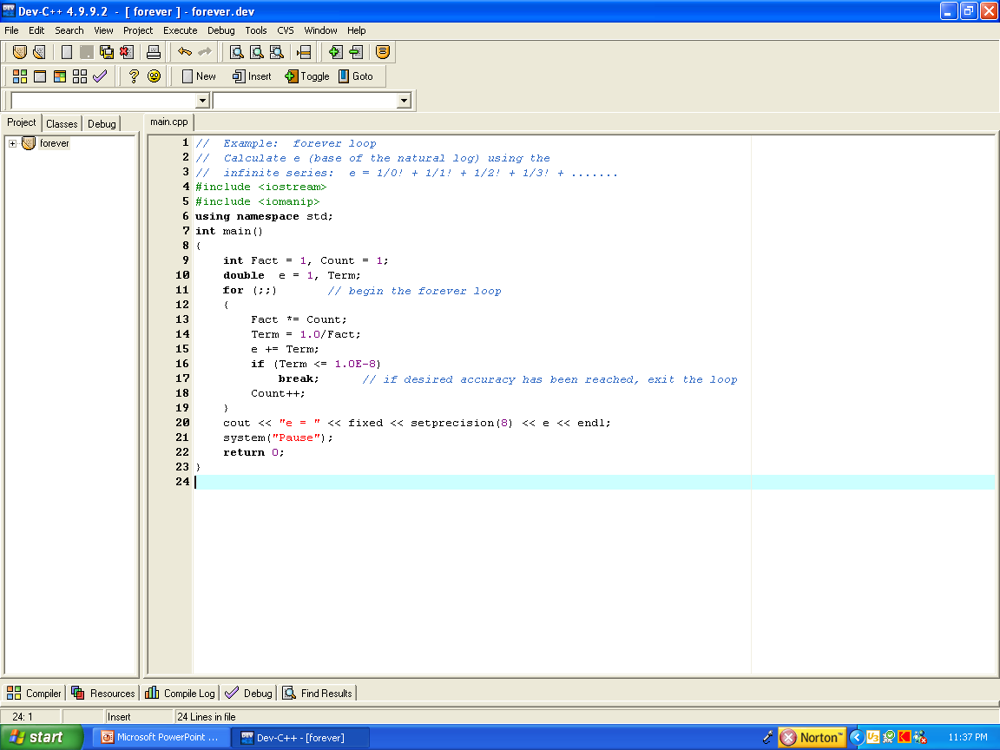 Dev-C++ 4.9.9.2 - [ forever ] - forever.dev
File Edit Search View Project Execute Debug Tools CVS Window Help
New Insert Toggle Goto
Project Classes Debug
main.cpp
forever
1 // Example: forever loop
2 // Calculate e (base of the natural log) using the
3 // infinite series: e = 1/0! + 1/1! + 1/2! + 1/3! + .......
4 #include <iostream>
5 #include <iomanip>
6 using namespace std;
7 int main()
8 {
9 int Fact = 1, Count = 1;
10 double e = 1, Term;
11 for (;;) // begin the forever loop
12 {
13 Fact *= Count;
14 Term = 1.0/Fact;
15 e += Term;
16 if (Term <= 1.0E-8)
17 break; // if desired accuracy has been reached, exit the loop
18 Count++;
19 }
20 cout << "e = " << fixed << setprecision(8) << e << endl;
21 system("Pause");
22 return 0;
23 }
24
Compiler Resources Compile Log Debug Find Results
24: 1 Insert 24 Lines in file
start Microsoft PowerPoint ... Dev-C++ - [forever] Norton™ U3 11:37 PM